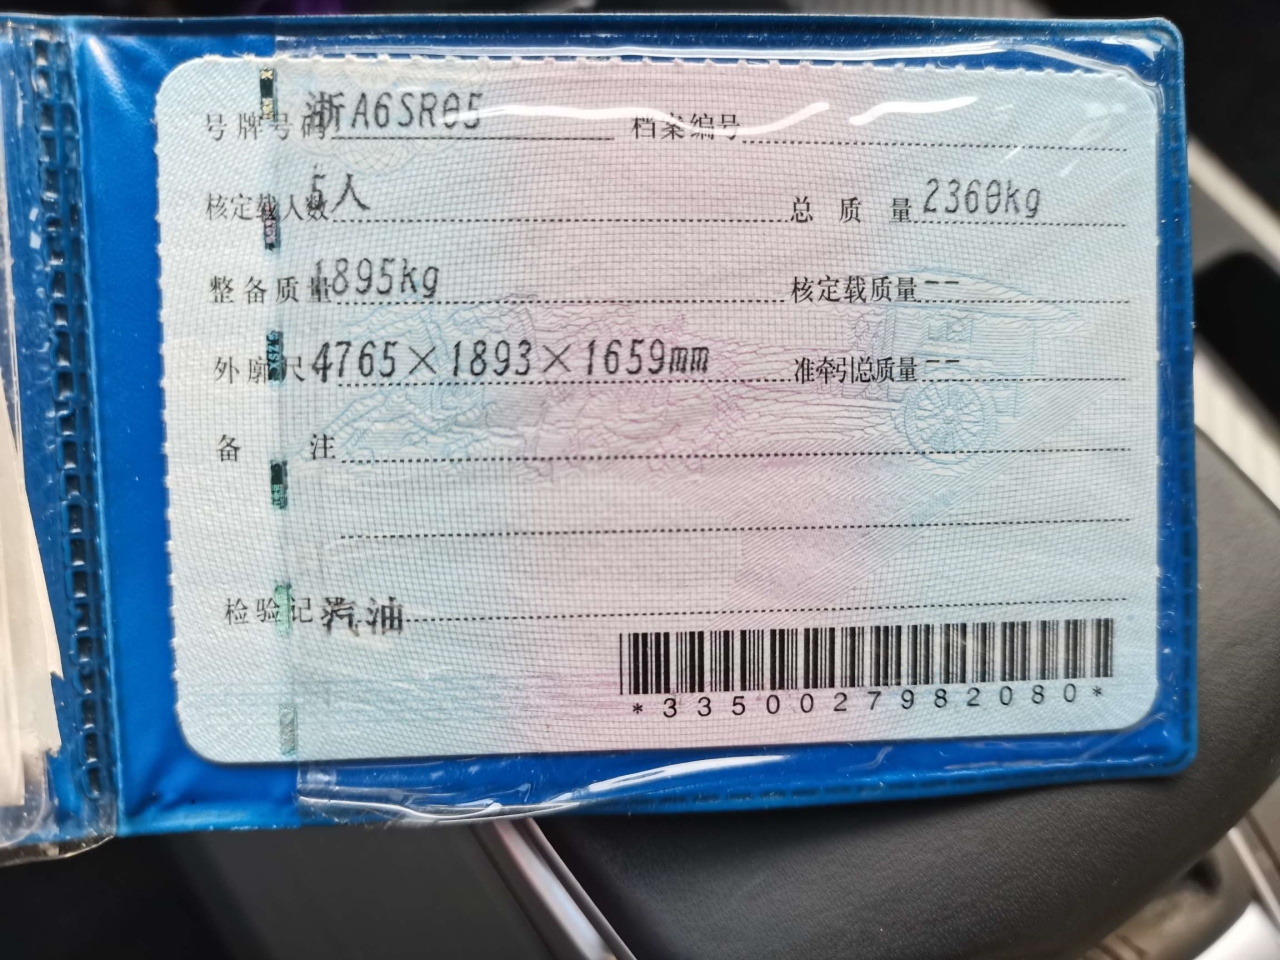 号牌号码 浙A6SR05 档案编号
核定载人数 5人 总质量 2360kg
整备质量 1895kg 核定载质量 --
外廓尺寸 4765×1893×1659mm 准牵引总质量 --
备注
检验记录 汽油
*3350027982080*